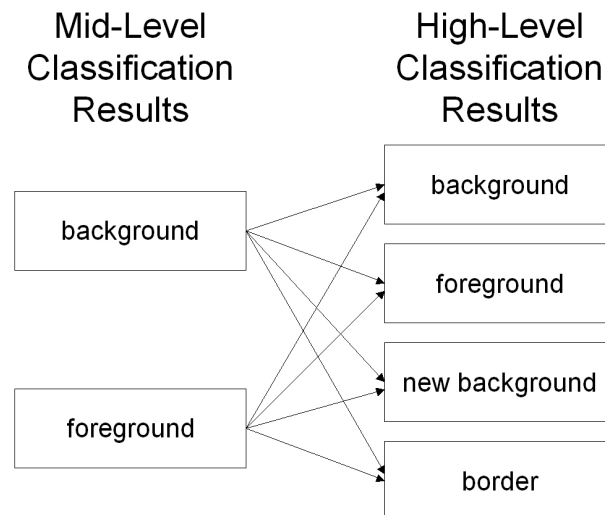 Mid-Level
Classification
Results
High-Level
Classification
Results
background
foreground
background
foreground
new background
border